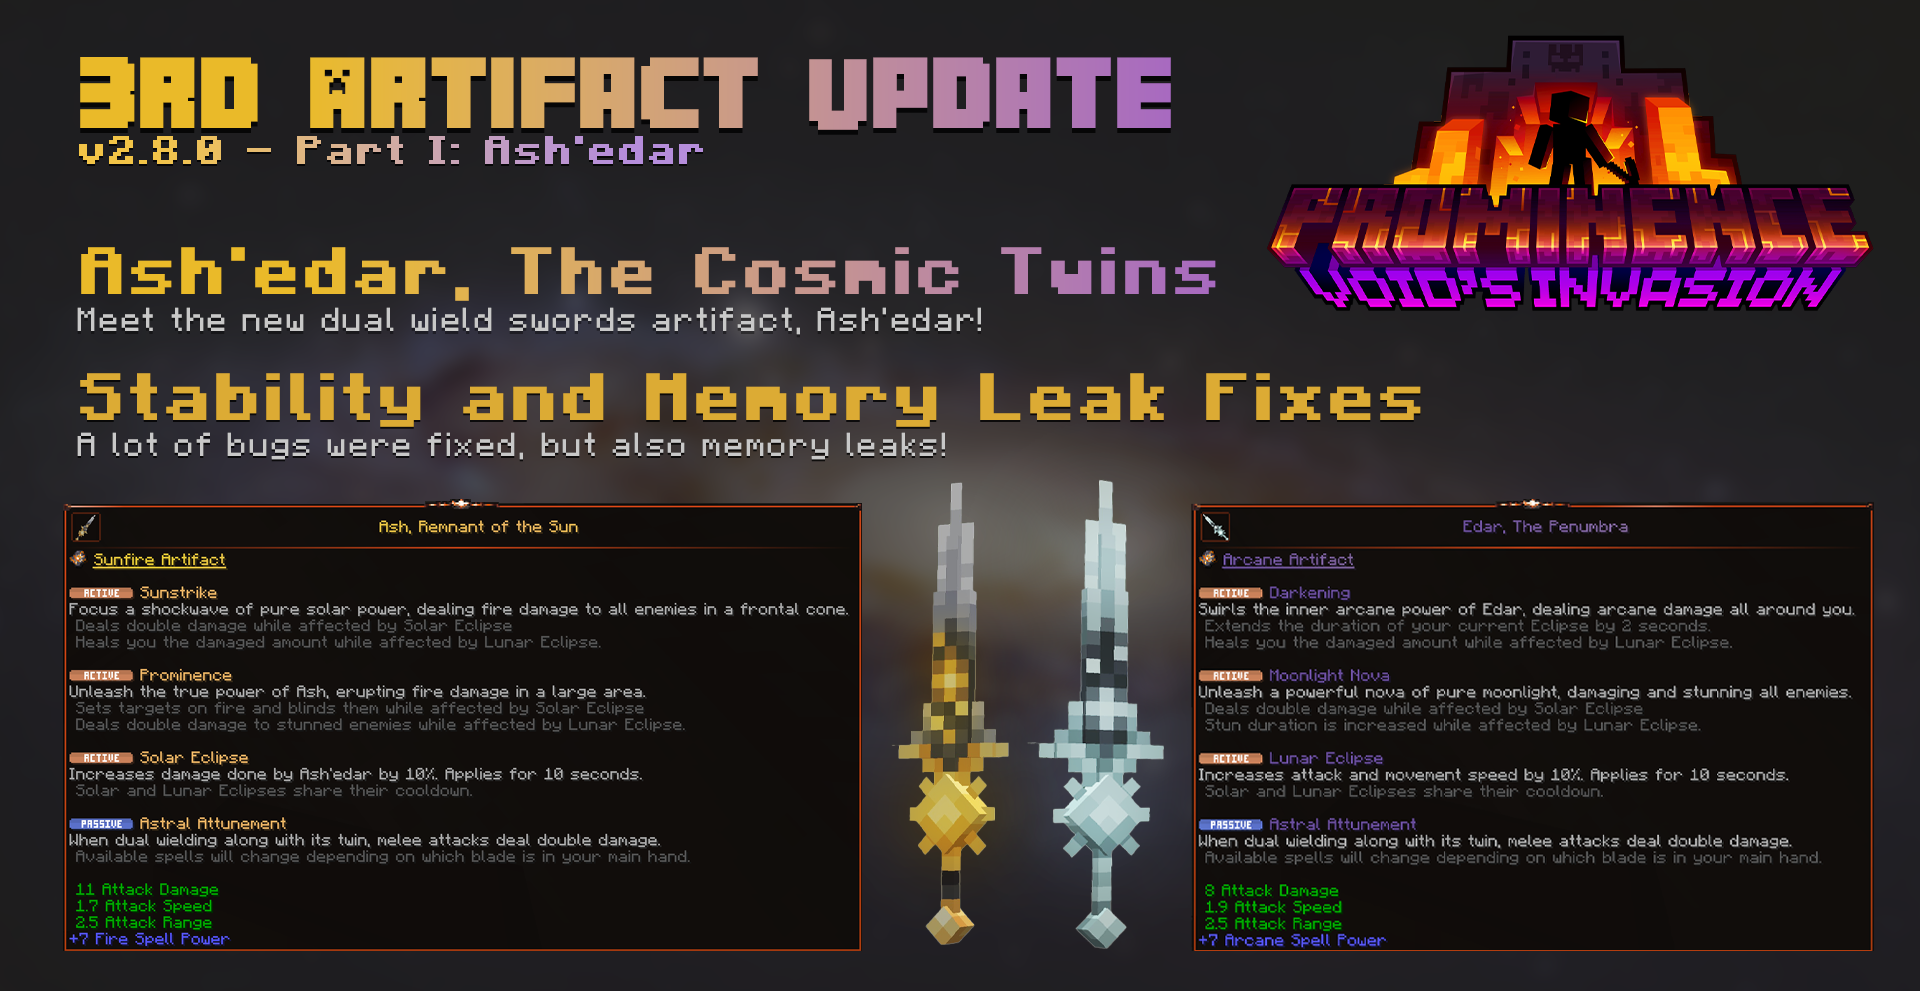 3RD ARTIFACT UPDATE
v2.8.0 - Part I: Ash'edar
PROMINENCE
VOID'S INVASION
Ash'edar, The Cosmic Twins
Meet the new dual wield swords artifact, Ash'edar!
Stability and Memory Leak Fixes
A lot of bugs were fixed, but also memory leaks!
Ash, Remnant of the Sun
Sunfire Artifact
ACTIVE Sunstrike
Focus a shockwave of pure solar power, dealing fire damage to all enemies in a frontal cone.
Deals double damage while affected by Solar Eclipse
Heals you the damaged amount while affected by Lunar Eclipse.
ACTIVE Prominence
Unleash the true power of Ash, erupting fire damage in a large area.
Sets targets on fire and blinds them while affected by Solar Eclipse
Deals double damage to stunned enemies while affected by Lunar Eclipse.
ACTIVE Solar Eclipse
Increases damage done by Ash'edar by 10%. Applies for 10 seconds.
Solar and Lunar Eclipses share their cooldown.
PASSIVE Astral Attunement
When dual wielding along with its twin, melee attacks deal double damage.
Available spells will change depending on which blade is in your main hand.
11 Attack Damage
1.7 Attack Speed
2.5 Attack Range
+7 Fire Spell Power
Edar, The Penumbra
Arcane Artifact
ACTIVE Darkening
Swirls the inner arcane power of Edar, dealing arcane damage all around you.
Extends the duration of your current Eclipse by 2 seconds.
Heals you the damaged amount while affected by Lunar Eclipse.
ACTIVE Moonlight Nova
Unleash a powerful nova of pure moonlight, damaging and stunning all enemies.
Deals double damage while affected by Solar Eclipse
Stun duration is increased while affected by Lunar Eclipse.
ACTIVE Lunar Eclipse
Increases attack and movement speed by 10%. Applies for 10 seconds.
Solar and Lunar Eclipses share their cooldown.
PASSIVE Astral Attunement
When dual wielding along with its twin, melee attacks deal double damage.
Available spells will change depending on which blade is in your main hand.
8 Attack Damage
1.9 Attack Speed
2.5 Attack Range
+7 Arcane Spell Power